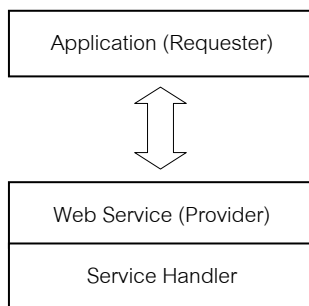 Application (Requester)
Web Service (Provider)
Service Handler